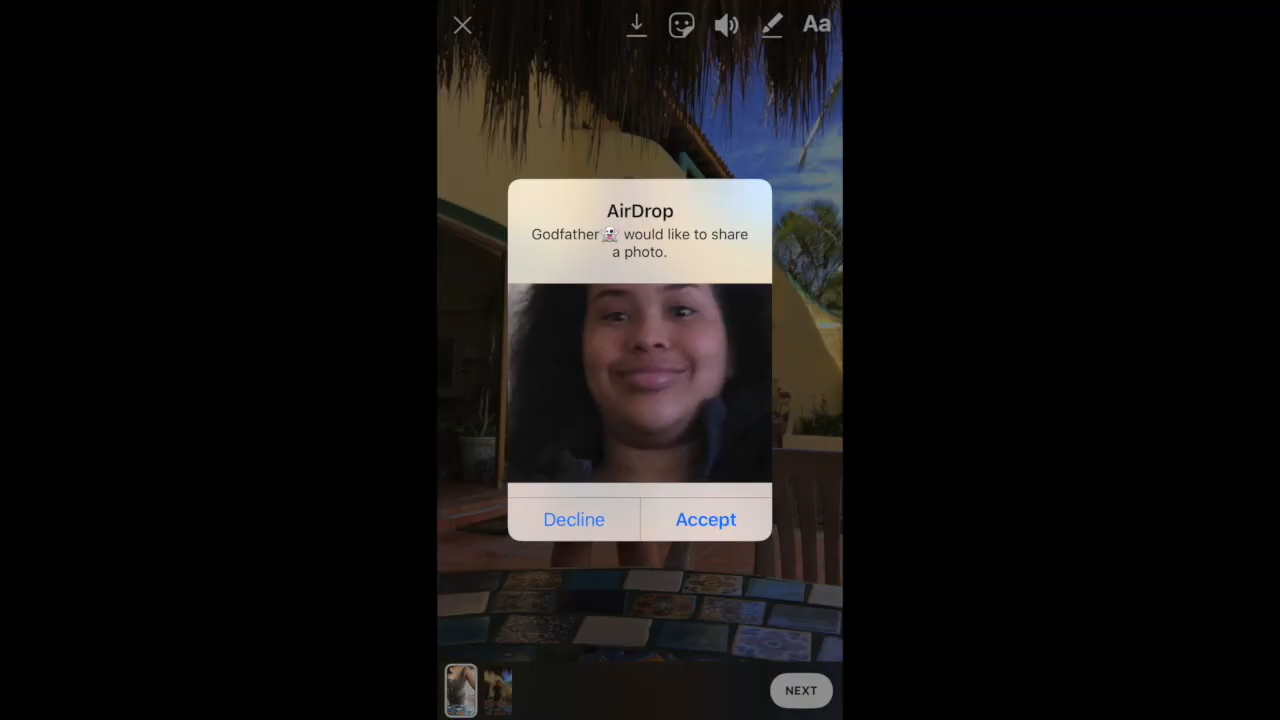 Aa
AirDrop
Godfather👻 would like to share
a photo.
Decline
Accept
NEXT